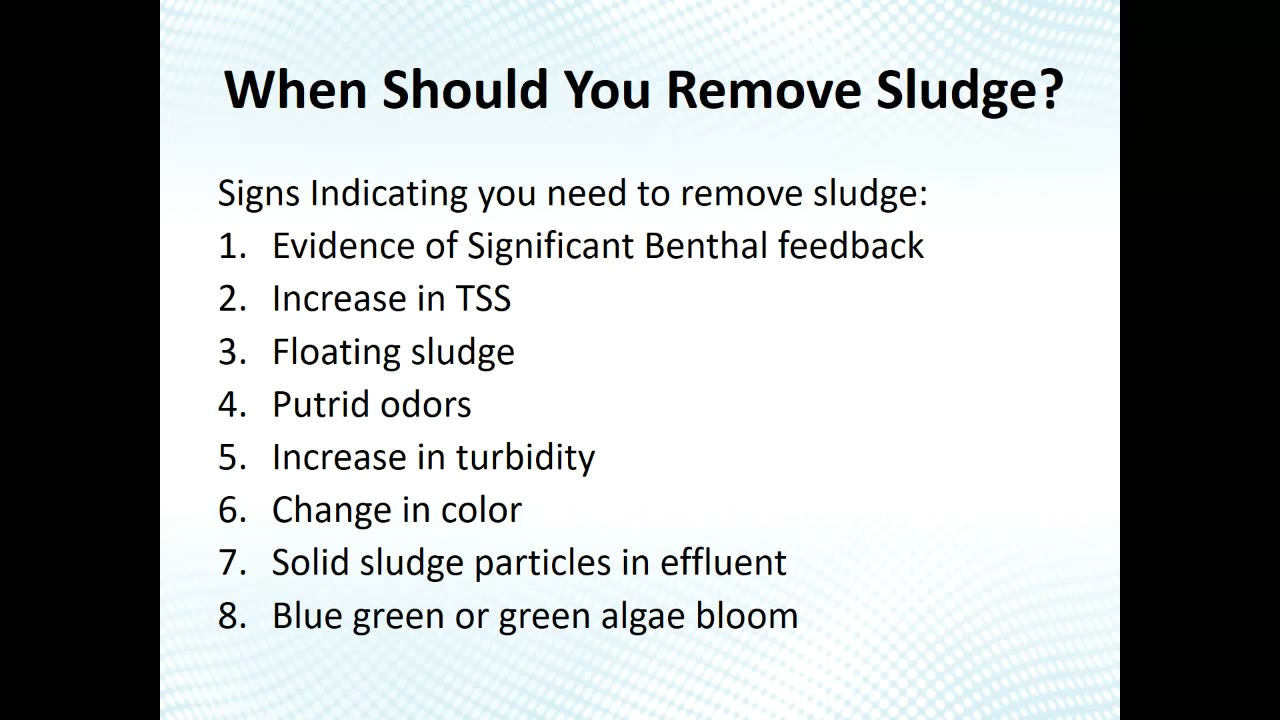 When Should You Remove Sludge?
Signs Indicating you need to remove sludge:
1. Evidence of Significant Benthal feedback
2. Increase in TSS
3. Floating sludge
4. Putrid odors
5. Increase in turbidity
6. Change in color
7. Solid sludge particles in effluent
8. Blue green or green algae bloom